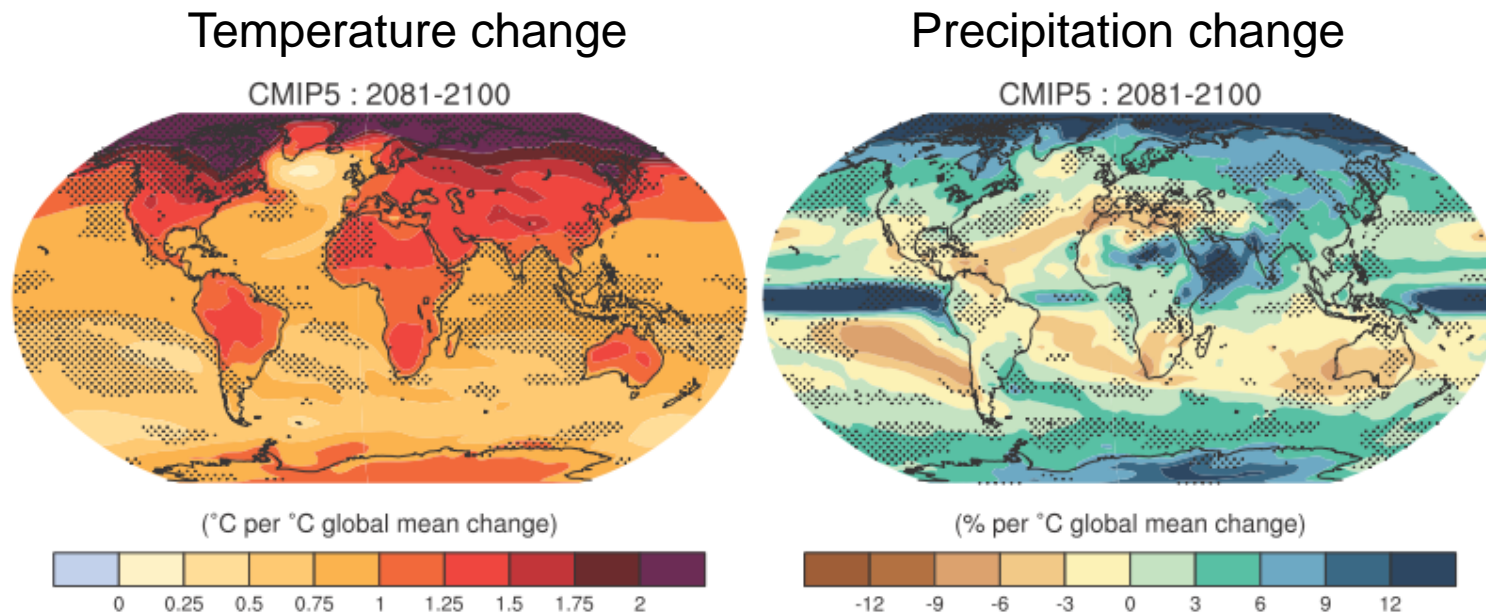 Temperature change
CMIP5 : 2081-2100
(°C per °C global mean change)
0 0.25 0.5 0.75 1 1.25 1.5 1.75 2
Precipitation change
CMIP5 : 2081-2100
(% per °C global mean change)
-12 -9 -6 -3 0 3 6 9 12